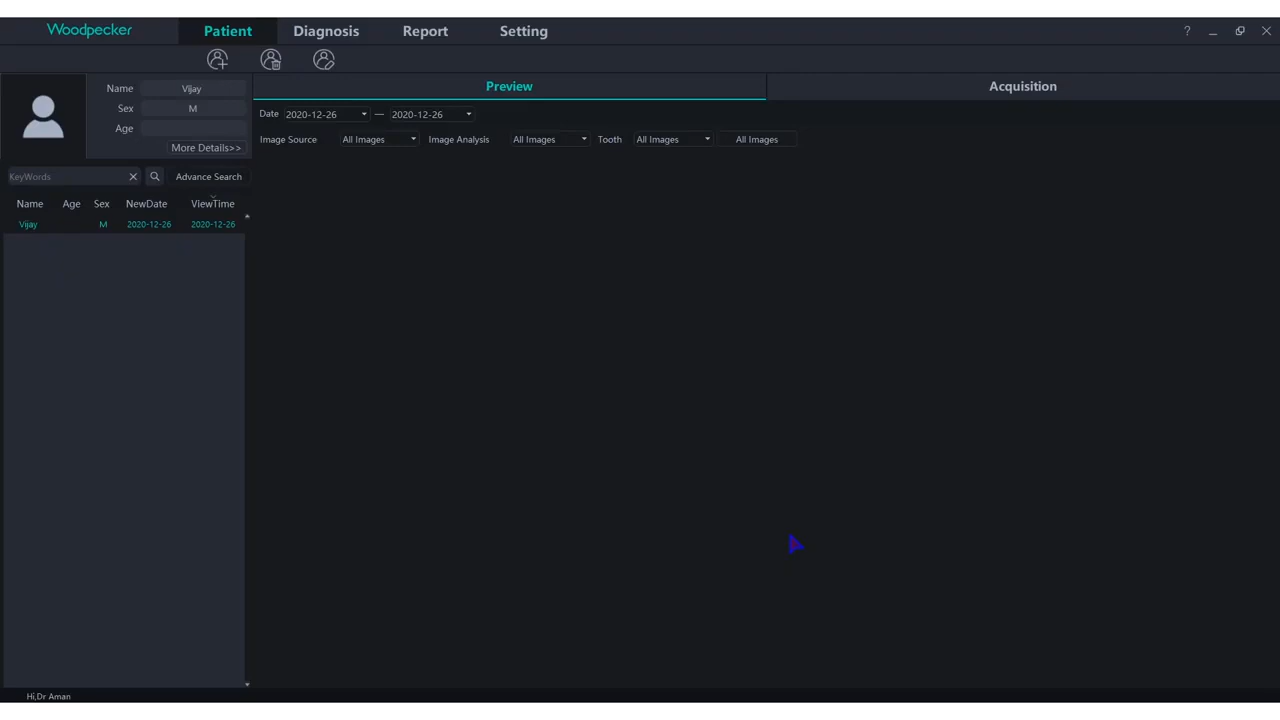 Woodpecker Patient Diagnosis Report Setting ?
Name Vijay
Sex M
Age
More Details>>
Preview Acquisition
Date 2020-12-26 — 2020-12-26
Image Source All Images Image Analysis All Images Tooth All Images All Images
KeyWords Advance Search
Name Age Sex NewDate ViewTime
Vijay M 2020-12-26 2020-12-26
Hi,Dr Aman